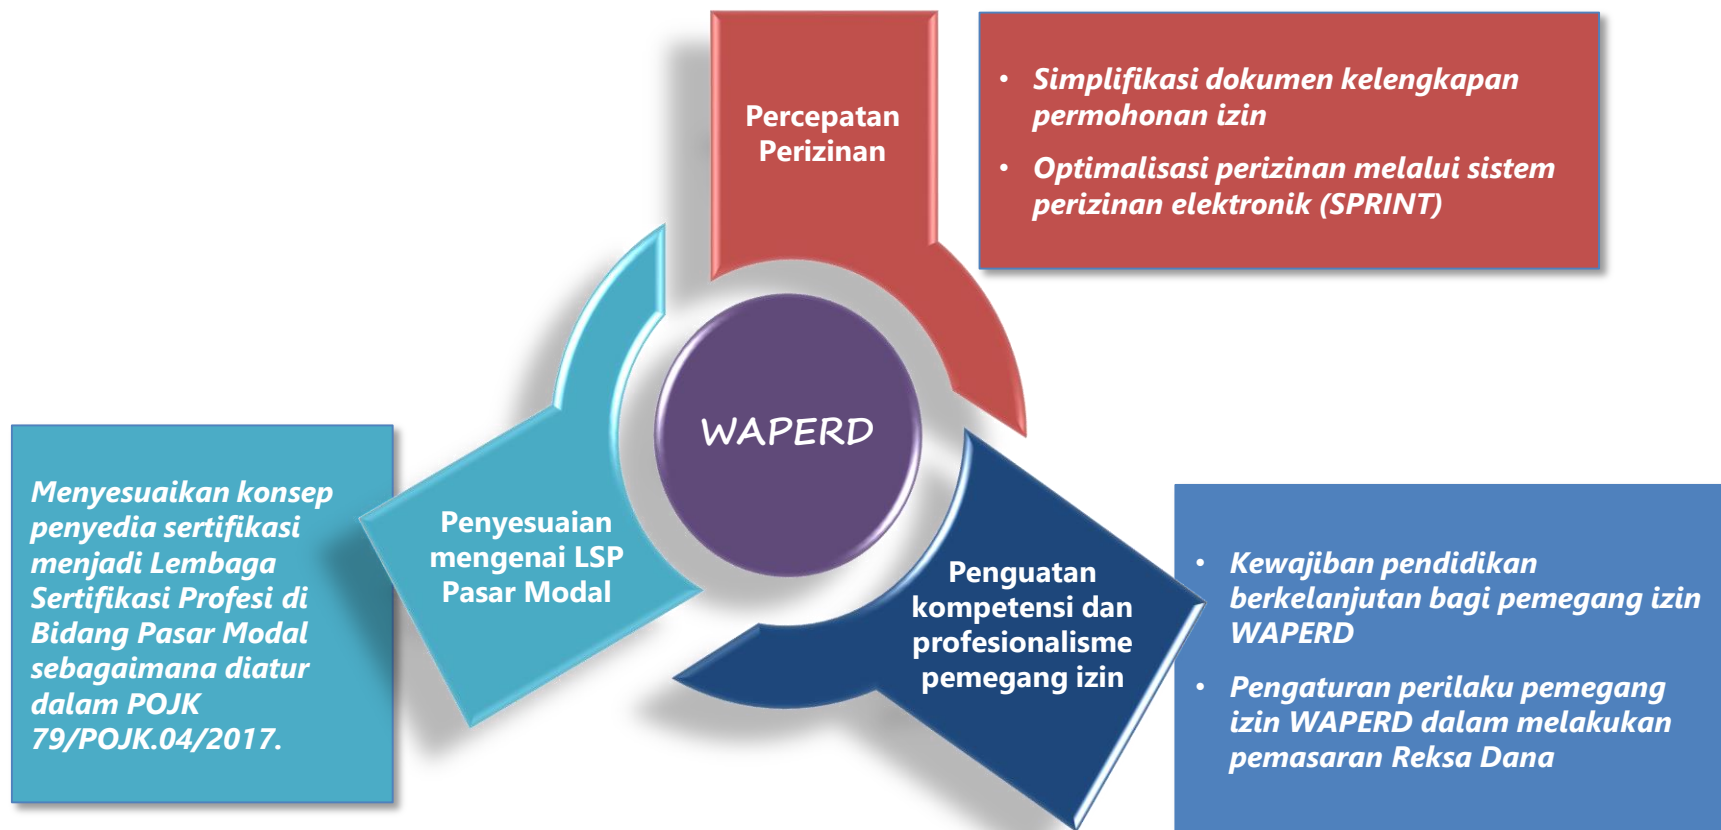 Percepatan
Perizinan
• Simplifikasi dokumen kelengkapan
permohonan izin
• Optimalisasi perizinan melalui sistem
perizinan elektronik (SPRINT)
WAPERD
Menyesuaikan konsep
penyedia sertifikasi
menjadi Lembaga
Sertifikasi Profesi di
Bidang Pasar Modal
sebagaimana diatur
dalam POJK
79/POJK.04/2017.
Penyesuaian
mengenai LSP
Pasar Modal
Penguatan
kompetensi dan
profesionalisme
pemegang izin
• Kewajiban pendidikan
berkelanjutan bagi pemegang izin
WAPERD
• Pengaturan perilaku pemegang
izin WAPERD dalam melakukan
pemasaran Reksa Dana